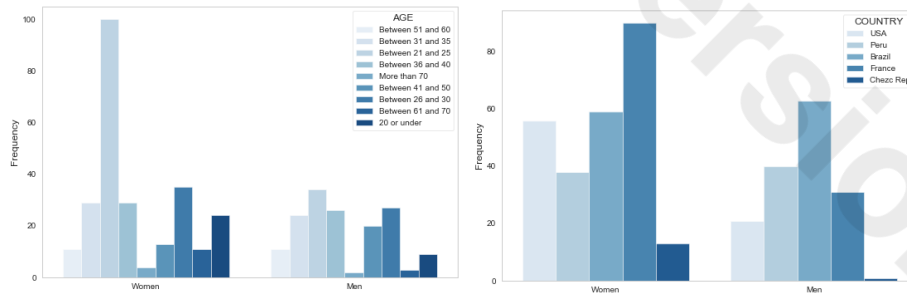 AGE
Between 51 and 60
Between 31 and 35
Between 21 and 25
Between 36 and 40
More than 70
Between 41 and 50
Between 26 and 30
Between 61 and 70
20 or under
100
80
60
40
20
0
Frequency
Women
Men
COUNTRY
USA
Peru
Brazil
France
Chezc Rep
80
60
40
20
0
Frequency
Women
Men
ersio